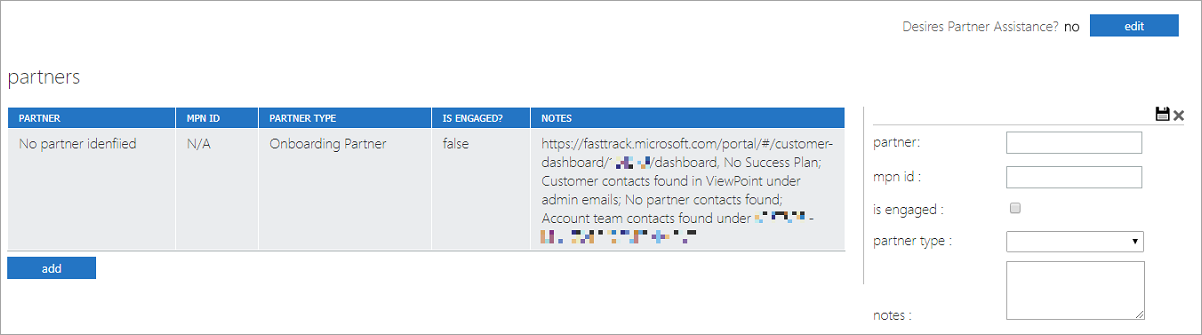 Desires Partner Assistance? no edit
partners
PARTNER MPN ID PARTNER TYPE IS ENGAGED? NOTES
No partner idenfiied N/A Onboarding Partner false https://fasttrack.microsoft.com/portal/#/customer-
dashboard/ /dashboard, No Success Plan;
Customer contacts found in ViewPoint under
admin emails; No partner contacts found;
Account team contacts found under -
add
partner:
mpn id :
is engaged :
partner type :
notes :